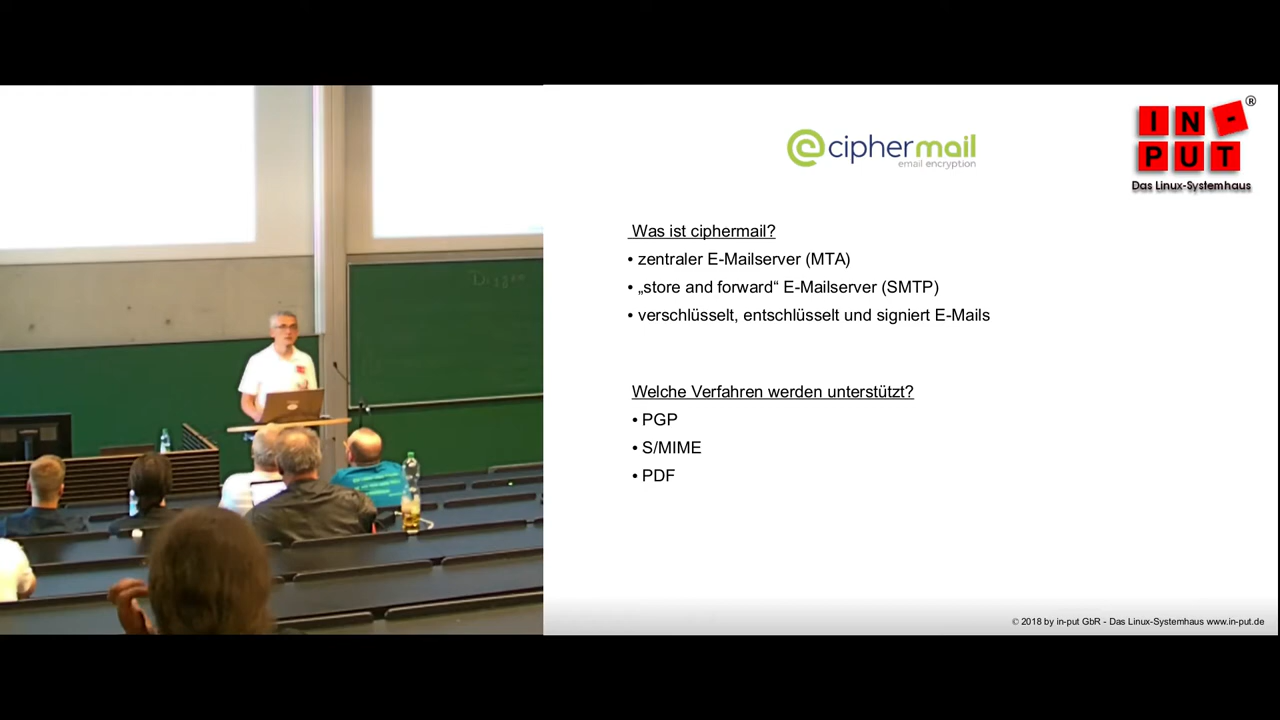 ciphermail
email encryption
IN-
PUT
®
Das Linux-Systemhaus
Was ist ciphermail?
• zentraler E-Mailserver (MTA)
• „store and forward“ E-Mailserver (SMTP)
• verschlüsselt, entschlüsselt und signiert E-Mails
Welche Verfahren werden unterstützt?
• PGP
• S/MIME
• PDF
© 2018 by in-put GbR - Das Linux-Systemhaus www.in-put.de